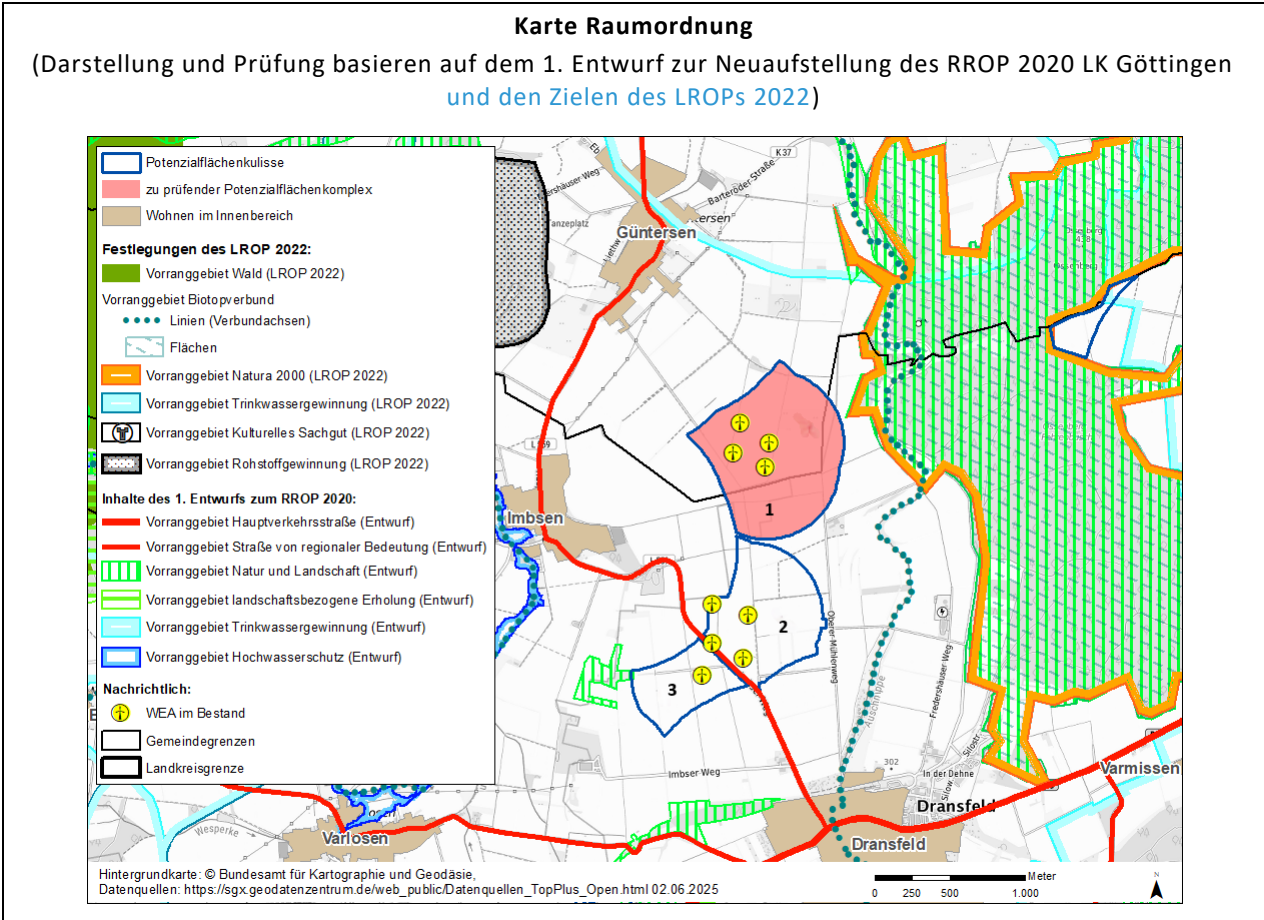 Karte Raumordnung
(Darstellung und Prüfung basieren auf dem 1. Entwurf zur Neuaufstellung des RROP 2020 LK Göttingen
und den Zielen des LROPs 2022)
Potenzialflächenkulisse
zu prüfender Potenzialflächenkomplex
Wohnen im Innenbereich
Festlegungen des LROP 2022:
Vorranggebiet Wald (LROP 2022)
Vorranggebiet Biotopverbund
Linien (Verbundachsen)
Flächen
Vorranggebiet Natura 2000 (LROP 2022)
Vorranggebiet Trinkwassergewinnung (LROP 2022)
Vorranggebiet Kulturelles Sachgut (LROP 2022)
Vorranggebiet Rohstoffgewinnung (LROP 2022)
Inhalte des 1. Entwurfs zum RROP 2020:
Vorranggebiet Hauptverkehrsstraße (Entwurf)
Vorranggebiet Straße von regionaler Bedeutung (Entwurf)
Vorranggebiet Natur und Landschaft (Entwurf)
Vorranggebiet landschaftsbezogene Erholung (Entwurf)
Vorranggebiet Trinkwassergewinnung (Entwurf)
Vorranggebiet Hochwasserschutz (Entwurf)
Nachrichtlich:
WEA im Bestand
Gemeindegrenzen
Landkreisgrenze
K37
Barteröder Straße
Güntersen
Ossenberg
Imbsen
1
2
3
Oberer Mühlenweg
Auschnippe
Fredershäuser Weg
Silostr.
Imbser Weg
302
In der Dehne
Varmissen
Dransfeld
Dransfeld
Wesperke
Varlosen
Hintergrundkarte: © Bundesamt für Kartographie und Geodäsie,
Datenquellen: https://sgx.geodatenzentrum.de/web_public/Datenquellen_TopPlus_Open.html 02.06.2025
Meter
0 250 500 1.000
N